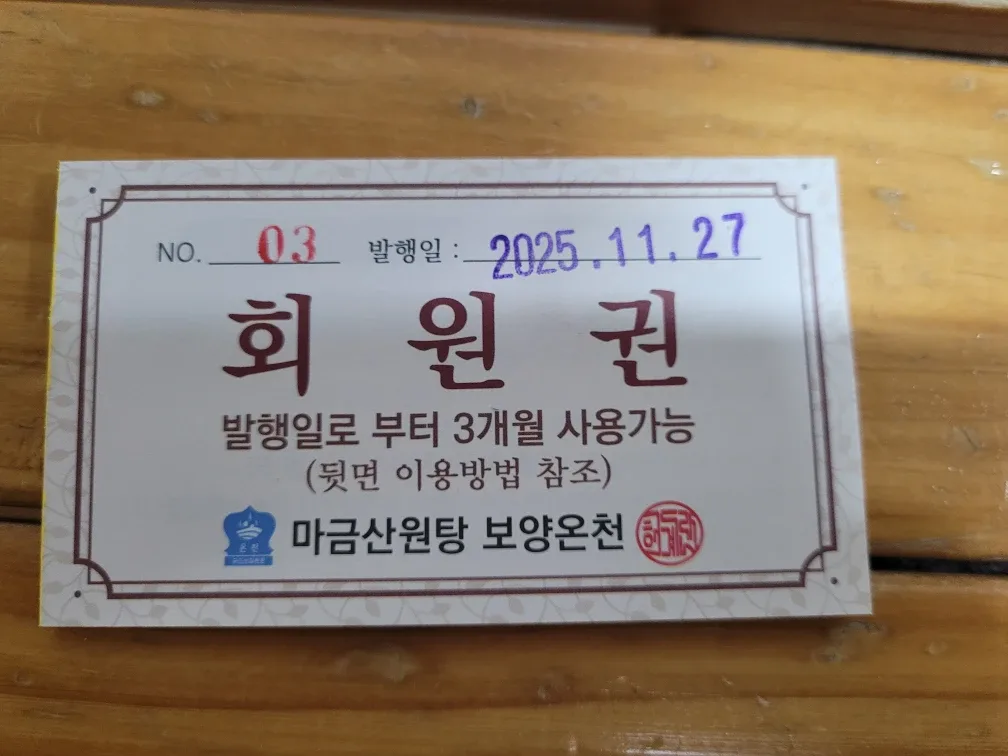 NO. 03 발행일 : 2025.11.27
회 원 권
발행일로 부터 3개월 사용가능
(뒷면 이용방법 참조)
온천
마금산원탕 보양온천